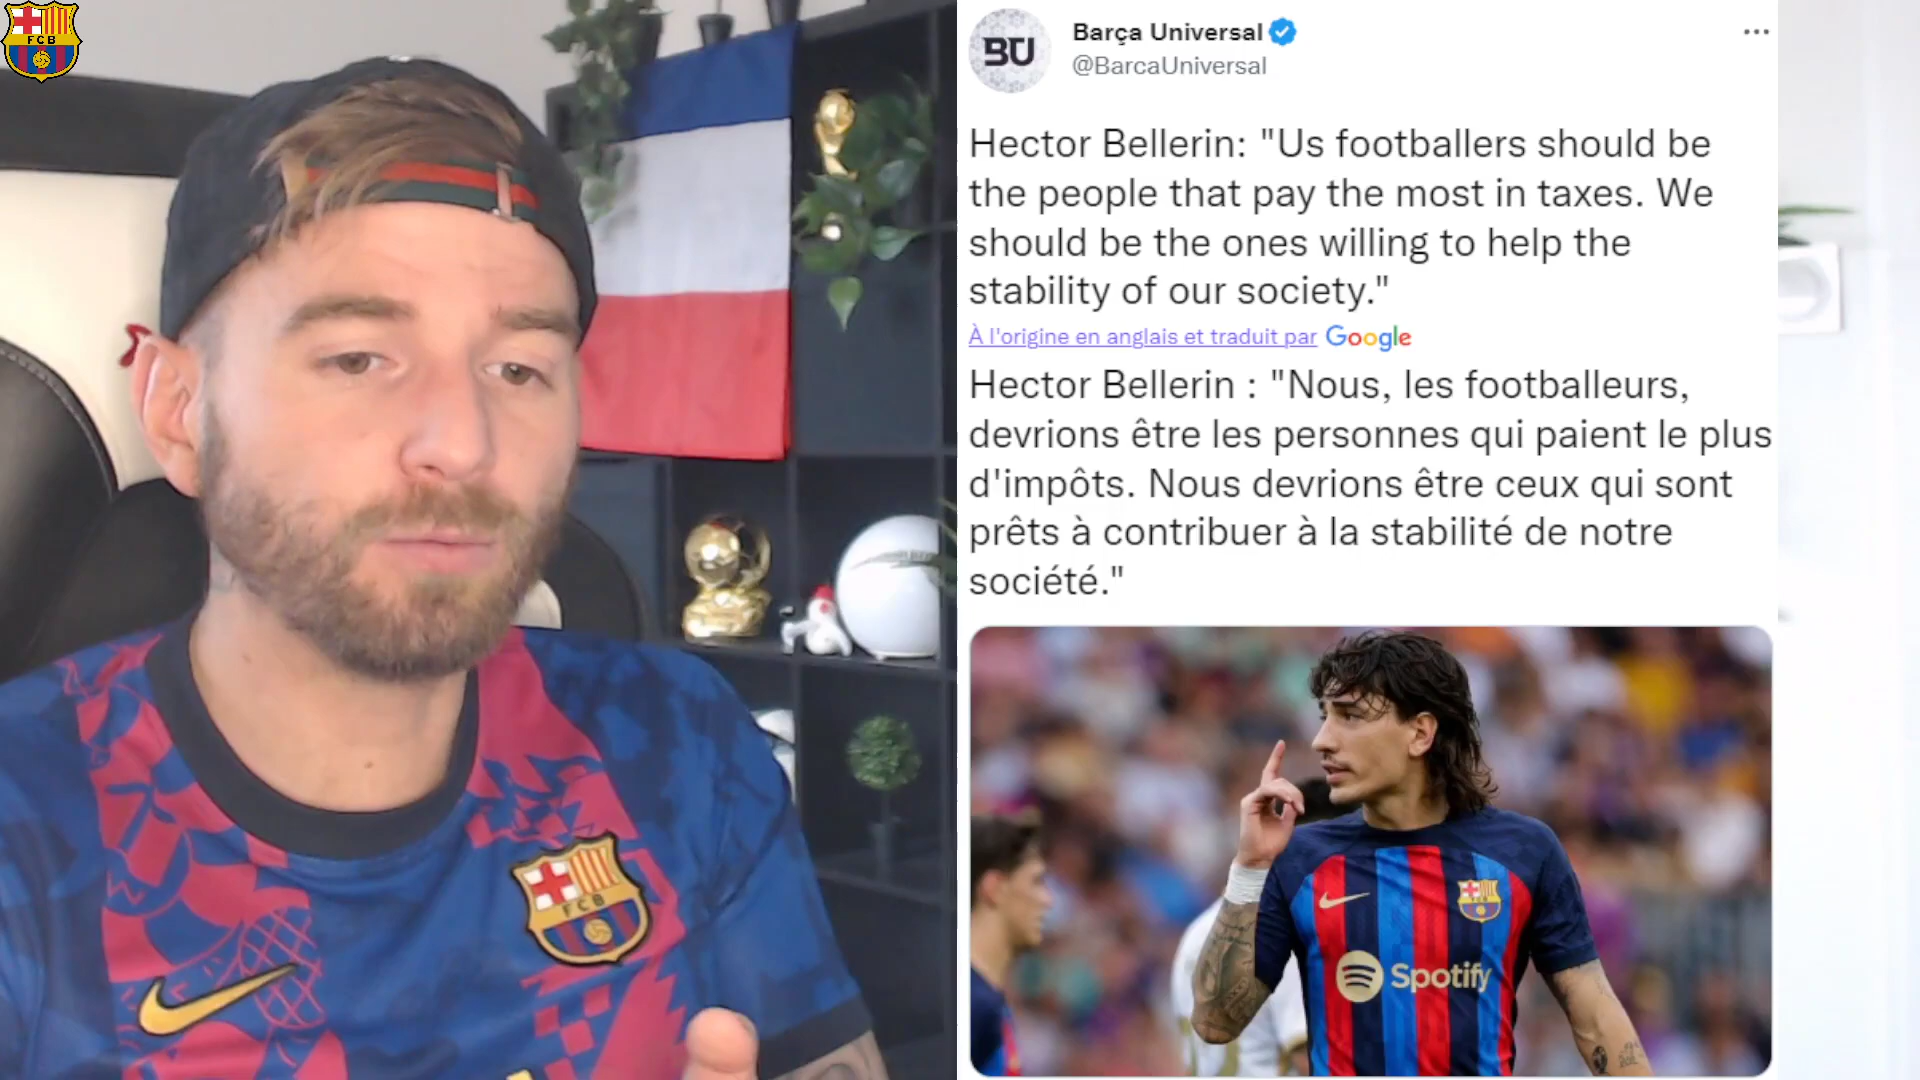 FCB
BU
Barça Universal
@BarcaUniversal
Hector Bellerin: "Us footballers should be
the people that pay the most in taxes. We
should be the ones willing to help the
stability of our society."
À l'origine en anglais et traduit par Google
Hector Bellerin : "Nous, les footballeurs,
devrions être les personnes qui paient le plus
d'impôts. Nous devrions être ceux qui sont
prêts à contribuer à la stabilité de notre
société."
FCB
FCB
Spotify